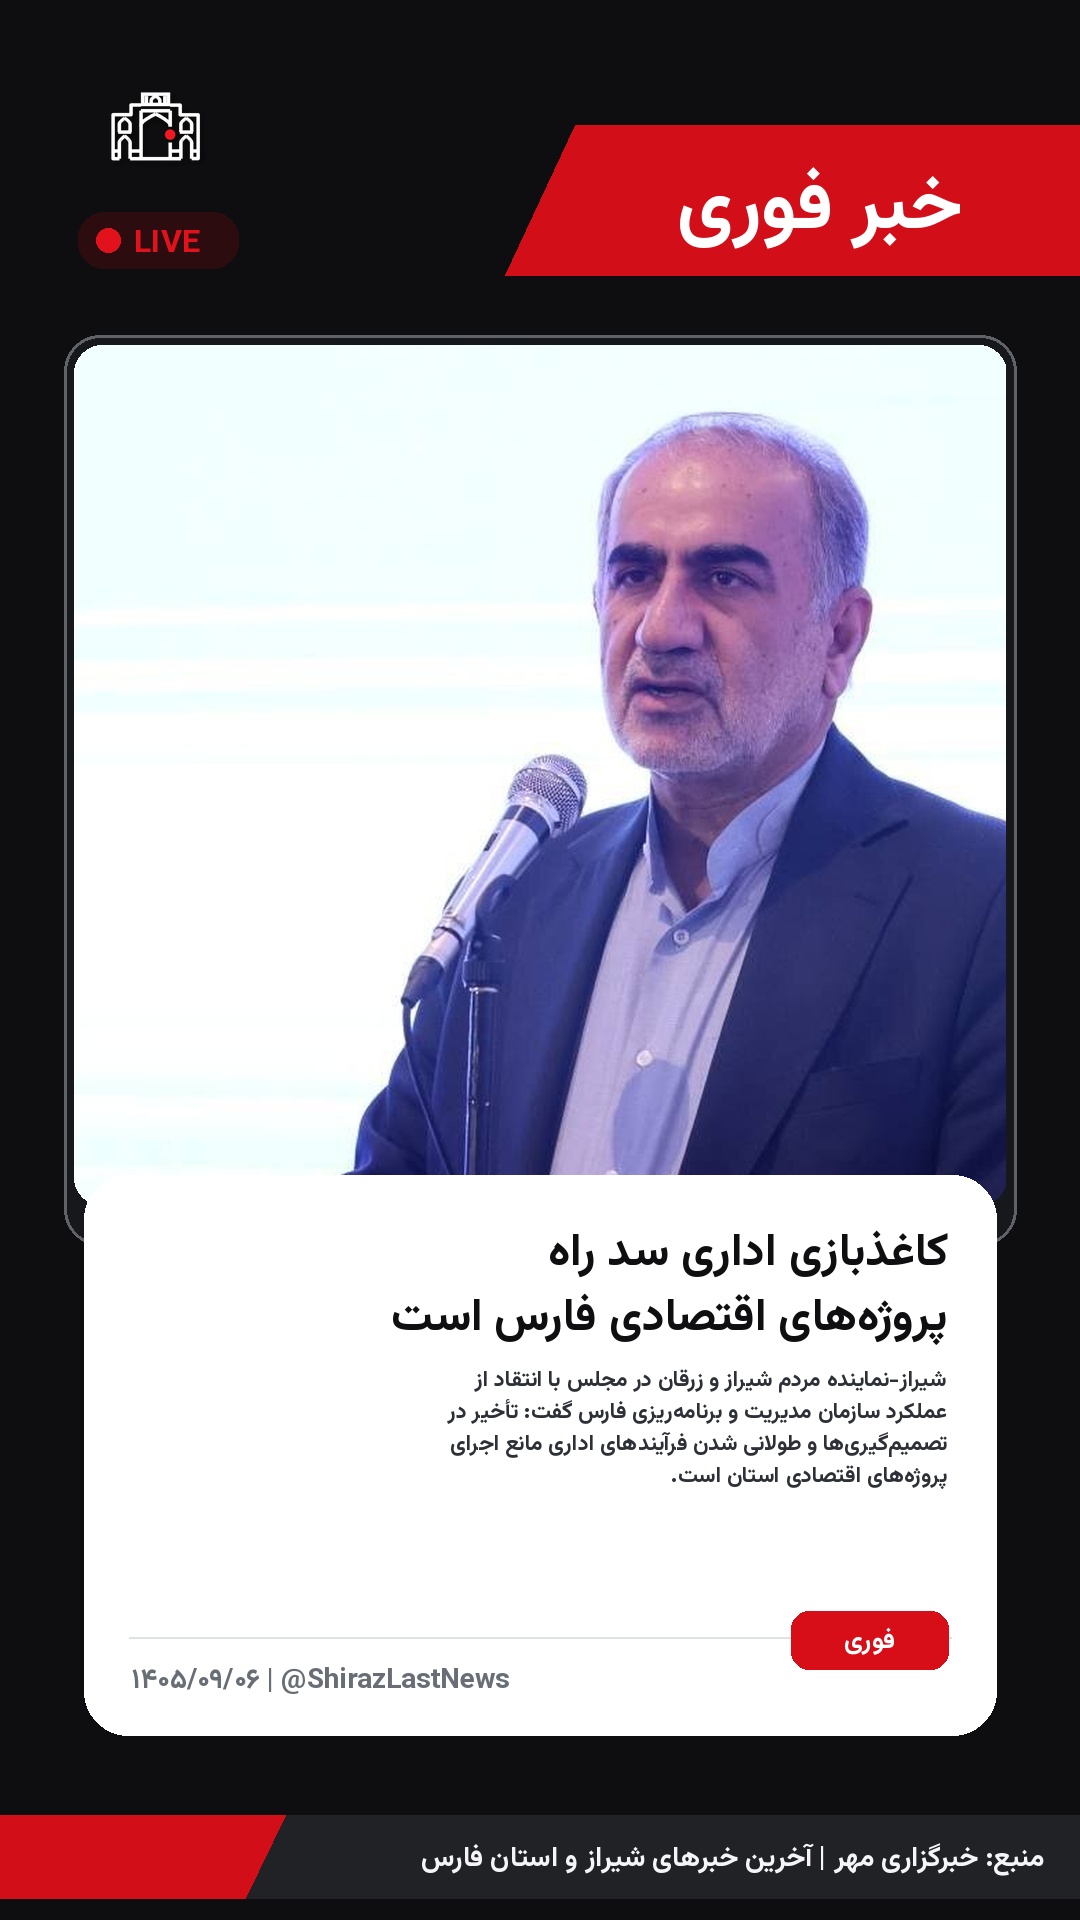 خبر فوری
LIVE
کاغذبازی اداری سد راه
پروژه‌های اقتصادی فارس است
شیراز-نماینده مردم شیراز و زرقان در مجلس با انتقاد از
عملکرد سازمان مدیریت و برنامه‌ریزی فارس گفت: تأخیر در
تصمیم‌گیری‌ها و طولانی شدن فرآیندهای اداری مانع اجرای
پروژه‌های اقتصادی استان است.
فوری
۱۴۰۵/۰۹/۰۶ | @ShirazLastNews
منبع: خبرگزاری مهر | آخرین خبرهای شیراز و استان فارس